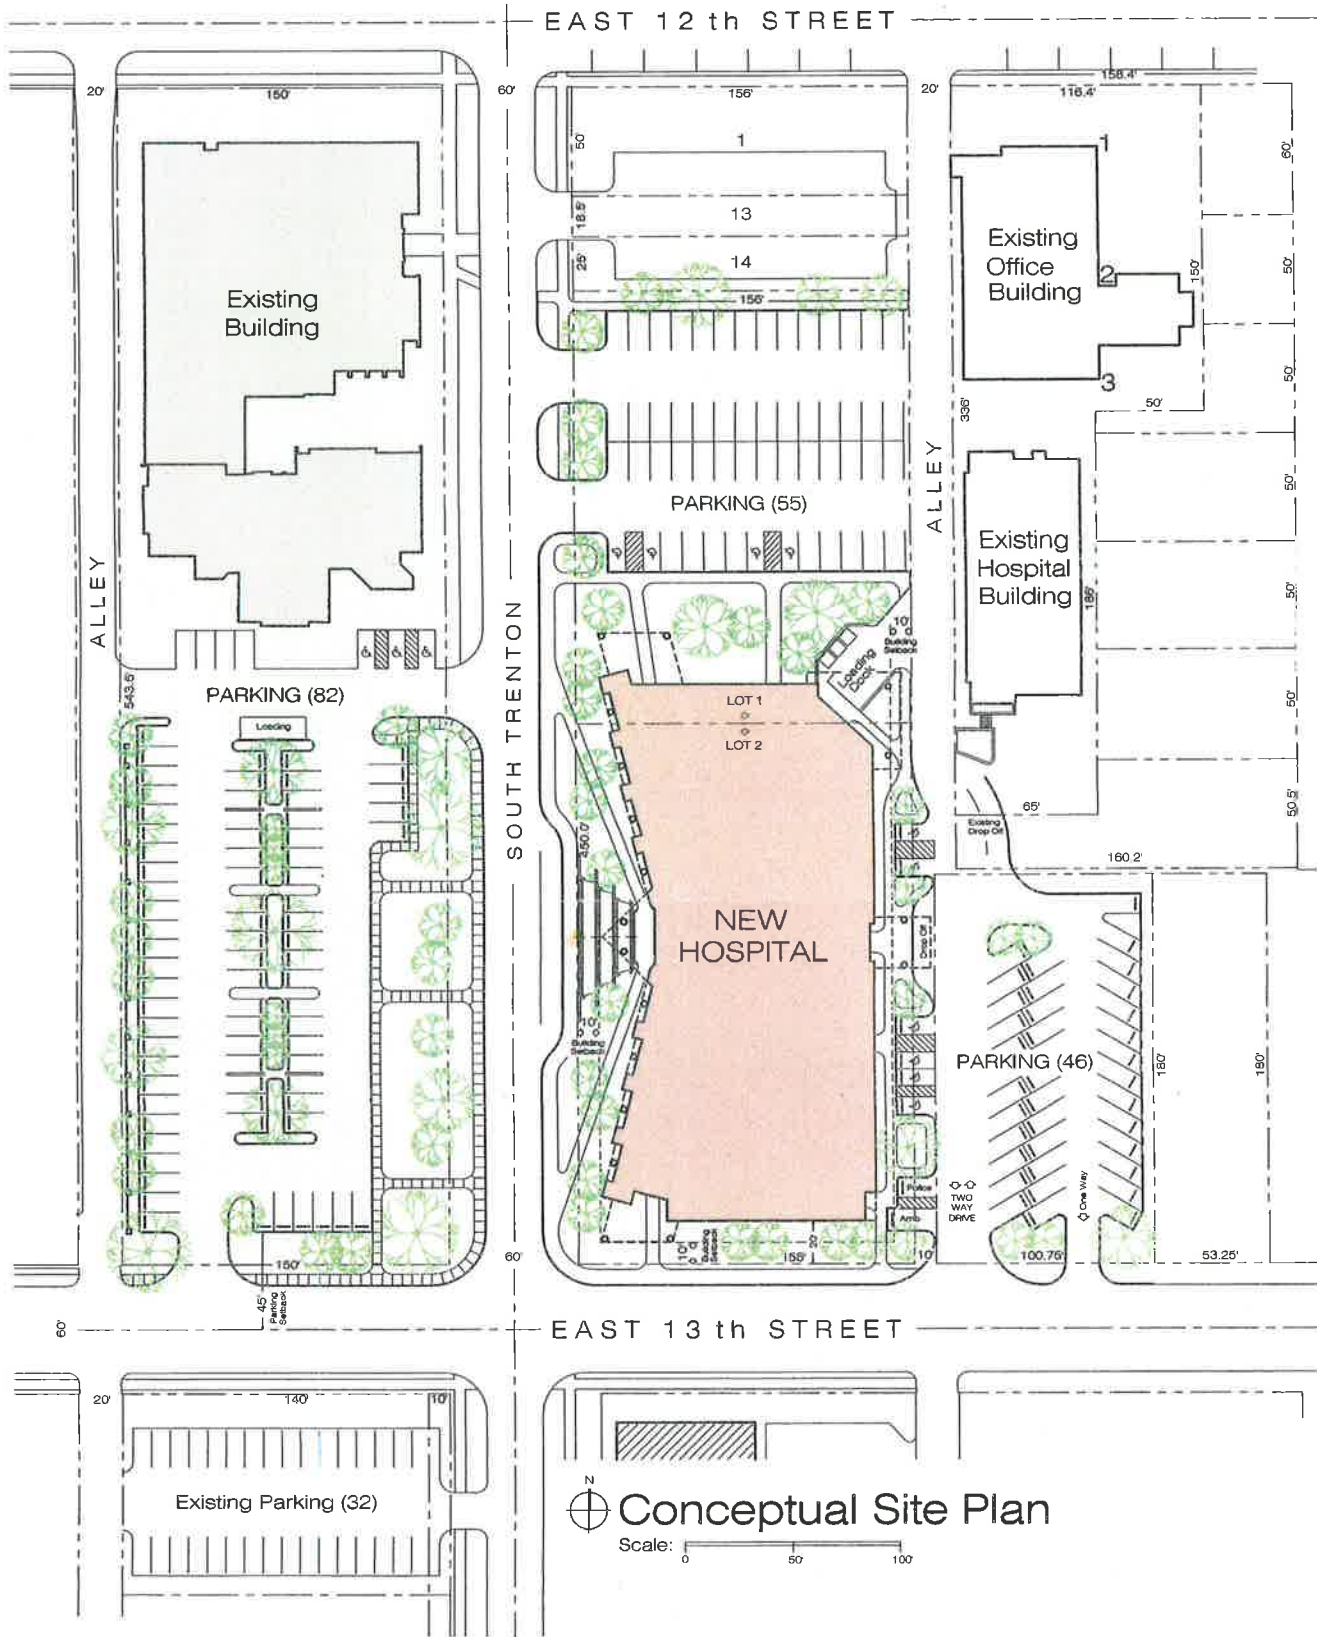 EAST 12 th STREET
20'
150'
60'
156'
20'
158.4'
116.4'
50'
1
1
60'
18.5'
13
Existing
Office
Building
25'
14
2
150'
50'
156'
Existing
Building
3
50'
336'
50'
ALLEY
PARKING (55)
50'
Existing
Hospital
Building
186'
50'
ALLEY
10'
Building
Setback
Loading
Dock
PARKING (82)
543.5'
Loading
LOT 1
LOT 2
50'
SOUTH TRENTON
65'
Existing
Drop Off
50.5'
450.0'
160.2'
NEW
HOSPITAL
Drop Off
10'
Building
Setback
PARKING (46)
180'
180'
Police
TWO
WAY
DRIVE
One Way
Amb
150'
60'
10'
Building
Setback
20'
155'
10'
100.75'
53.25'
45'
Parking
Setback
60'
EAST 13 th STREET
20'
140'
10'
Existing Parking (32)
N
Conceptual Site Plan
Scale:
0
50'
100'